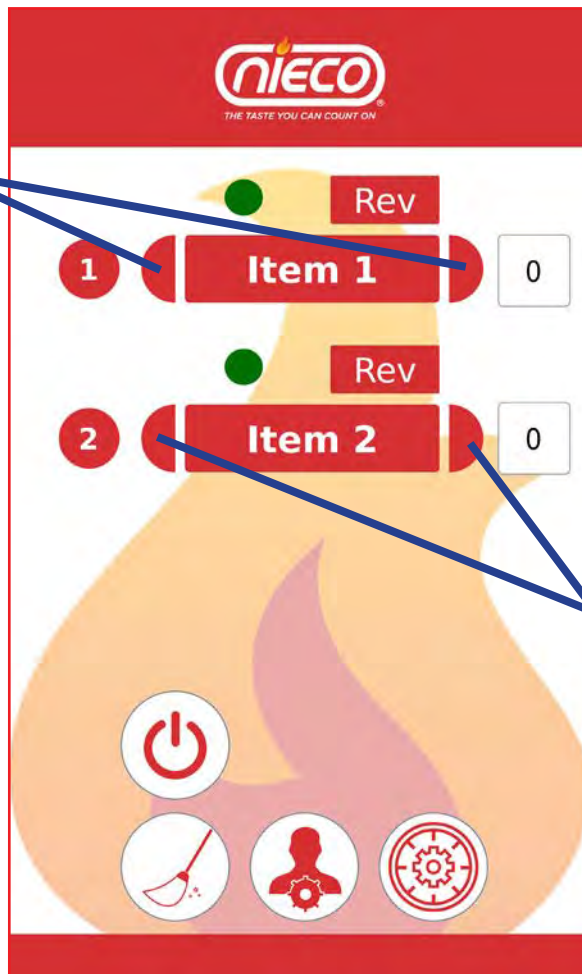 NIECO
®
THE TASTE YOU CAN COUNT ON
Rev
1 Item 1 0
Rev
2 Item 2 0